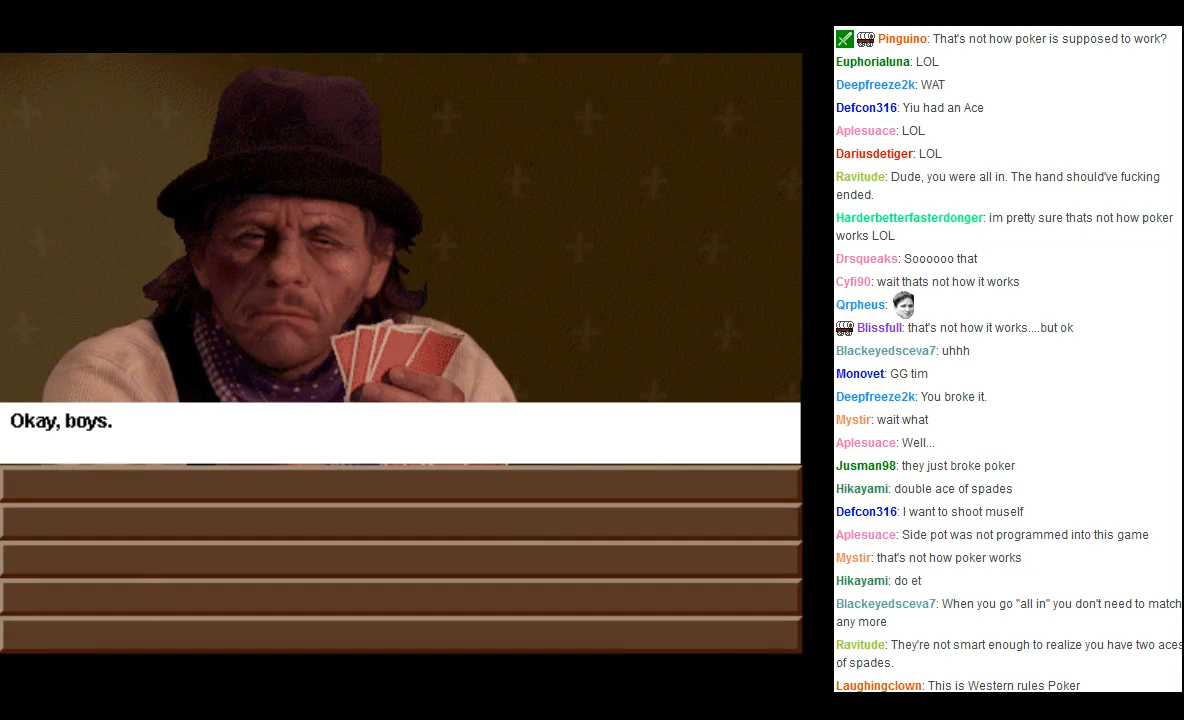 Okay, boys.
Pinguino: That's not how poker is supposed to work?
Euphorialuna: LOL
Deepfreeze2k: WAT
Defcon316: Yiu had an Ace
Aplesuace: LOL
Dariusdetiger: LOL
Ravitude: Dude, you were all in. The hand should've fucking
ended.
Harderbetterfasterdonger: im pretty sure thats not how poker
works LOL
Drsqueaks: Soooooo that
Cyfi90: wait thats not how it works
Qrpheus:
Blissfull: that's not how it works....but ok
Blackeyedsceva7: uhhh
Monovet: GG tim
Deepfreeze2k: You broke it.
Mystir: wait what
Aplesuace: Well...
Jusman98: they just broke poker
Hikayami: double ace of spades
Defcon316: I want to shoot muself
Aplesuace: Side pot was not programmed into this game
Mystir: that's not how poker works
Hikayami: do et
Blackeyedsceva7: When you go "all in" you don't need to match
any more
Ravitude: They're not smart enough to realize you have two aces
of spades.
Laughingclown: This is Western rules Poker